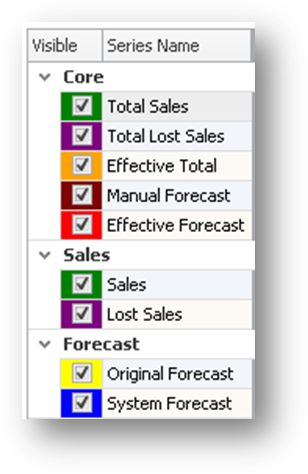 Visible Series Name
Core
Total Sales
Total Lost Sales
Effective Total
Manual Forecast
Effective Forecast
Sales
Sales
Lost Sales
Forecast
Original Forecast
System Forecast